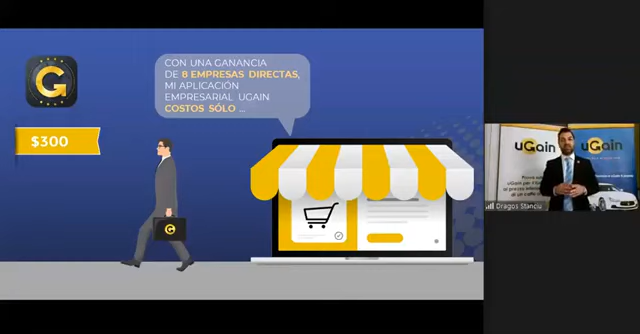 CON UNA GANANCIA
DE 8 EMPRESAS DIRECTAS,
MI APLICACIÓN
EMPRESARIAL UGAIN
COSTOS SÓLO ...
G
$300
G
uGain
uGain
Dragos Stanciu